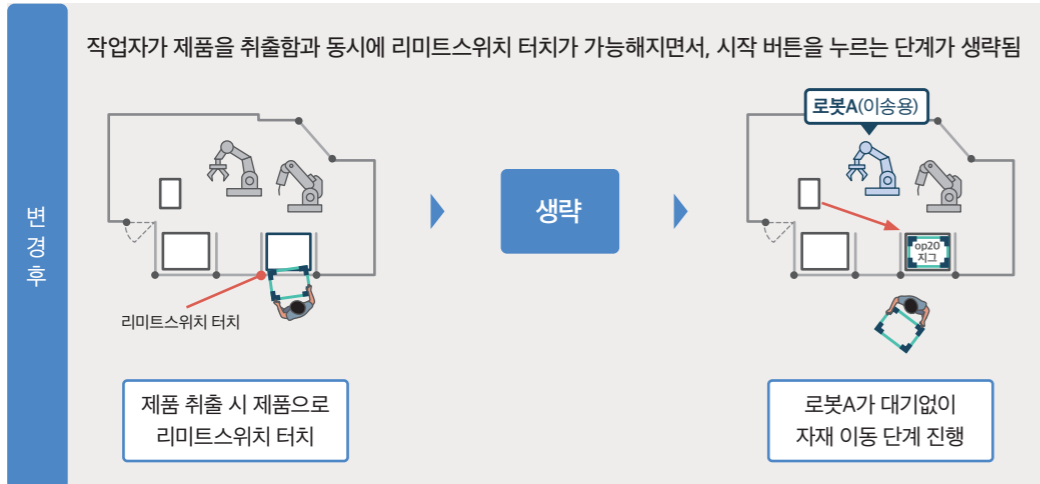 변경후
작업자가 제품을 취출함과 동시에 리미트스위치 터치가 가능해지면서, 시작 버튼을 누르는 단계가 생략됨
리미트스위치 터치
제품 취출 시 제품으로
리미트스위치 터치
생략
로봇A(이송용)
op20
지그
로봇A가 대기없이
자재 이동 단계 진행